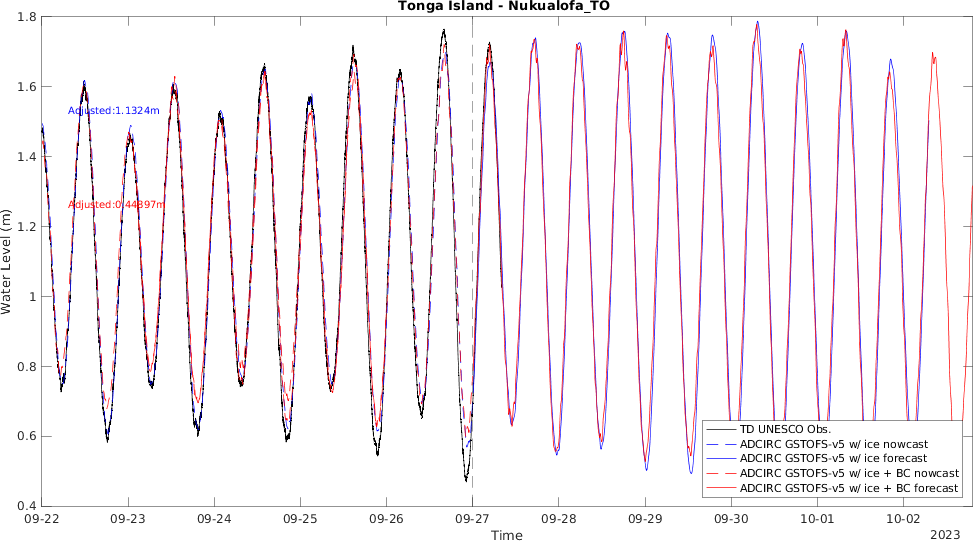 Tonga Island - Nukualofa_TO
1.8
1.6
Adjusted:1.1324m
1.4
Adjusted:0.44397m
1.2
Water Level (m)
1
0.8
0.6
TD UNESCO Obs.
ADCIRC GSTOFS-v5 w/ ice nowcast
ADCIRC GSTOFS-v5 w/ ice forecast
ADCIRC GSTOFS-v5 w/ ice + BC nowcast
ADCIRC GSTOFS-v5 w/ ice + BC forecast
0.4
09-22 09-23 09-24 09-25 09-26 09-27 09-28 09-29 09-30 10-01 10-02
Time
2023